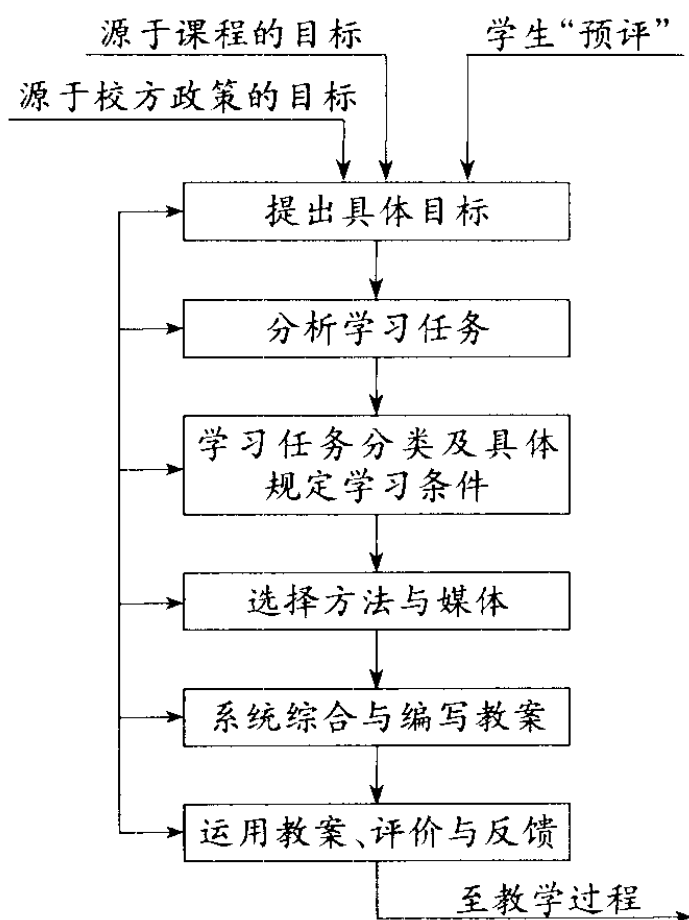 源于课程的目标
学生“预评”
源于校方政策的目标
提出具体目标
分析学习任务
学习任务分类及具体
规定学习条件
选择方法与媒体
系统综合与编写教案
运用教案、评价与反馈
至教学过程